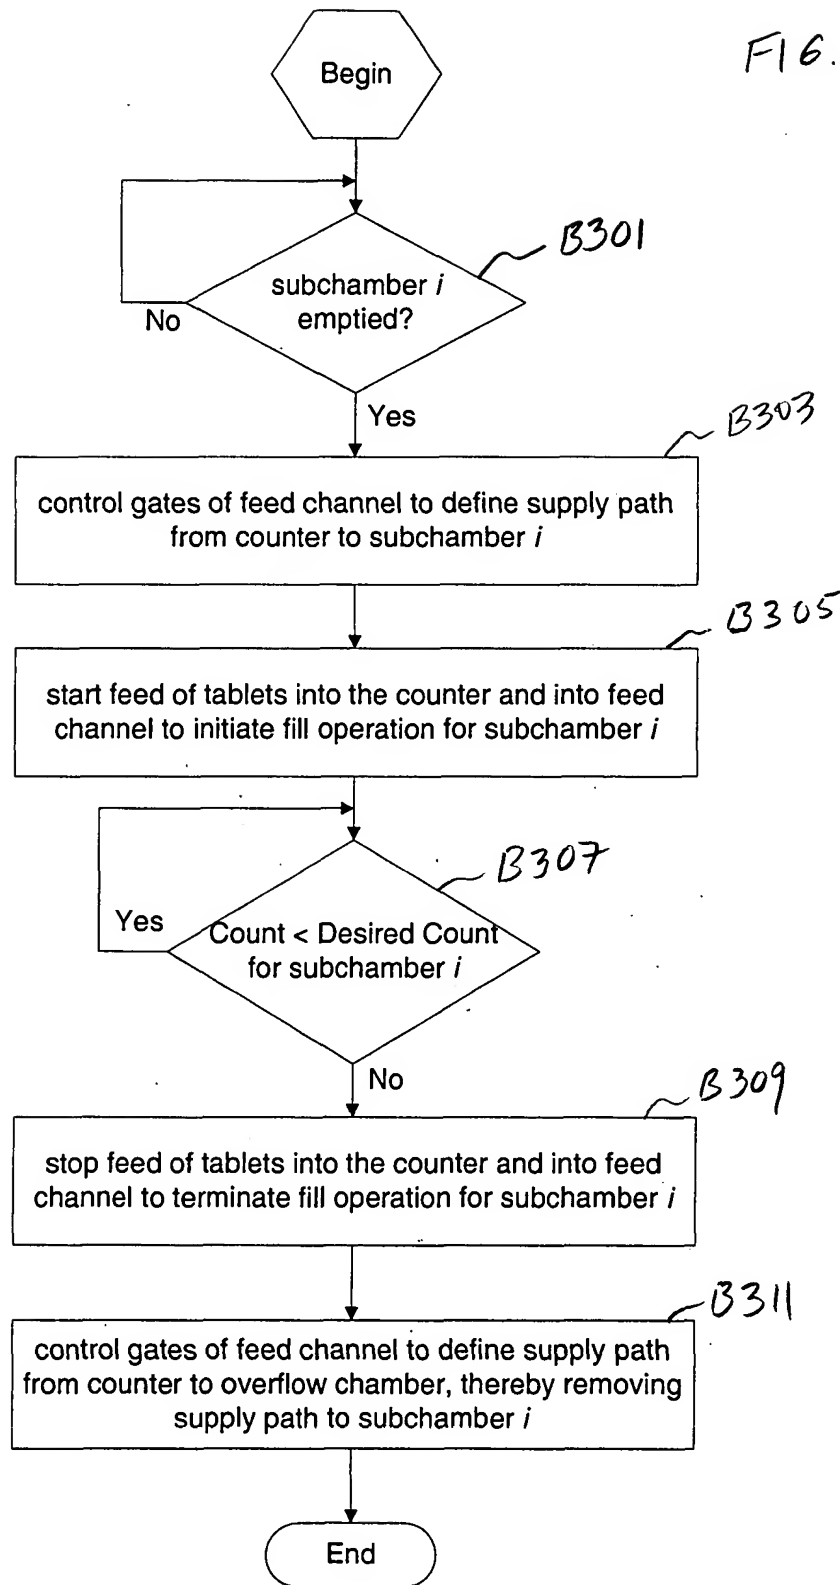 FIG.
Begin
B301
subchamber i
emptied?
No
Yes
B303
control gates of feed channel to define supply path
from counter to subchamber i
B305
start feed of tablets into the counter and into feed
channel to initiate fill operation for subchamber i
B307
Yes
Count < Desired Count
for subchamber i
No
B309
stop feed of tablets into the counter and into feed
channel to terminate fill operation for subchamber i
B311
control gates of feed channel to define supply path
from counter to overflow chamber, thereby removing
supply path to subchamber i
End